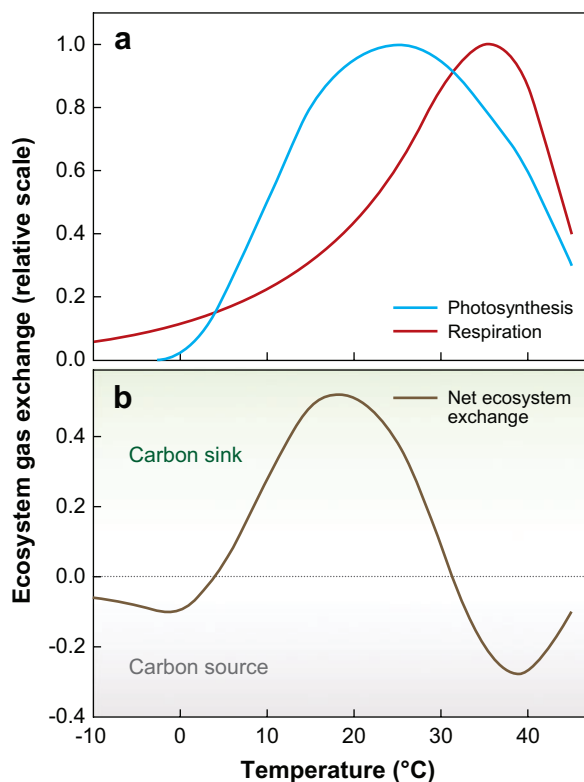 a
1.0
0.8
0.6
0.4
0.2
0.0
Photosynthesis
Respiration
Ecosystem gas exchange (relative scale)
b
Net ecosystem
exchange
0.4
0.2
0.0
-0.2
-0.4
Carbon sink
Carbon source
-10
0
10
20
30
40
Temperature (°C)